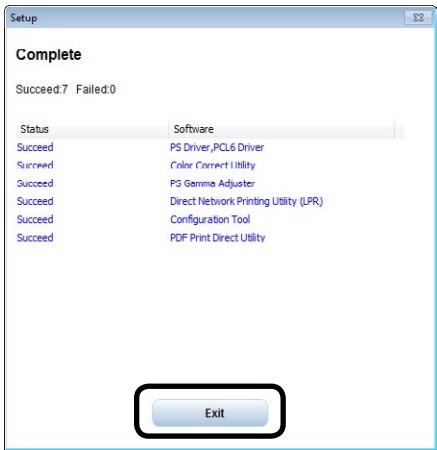 Setup
Complete
Succeed:7 Failed:0
Status Software
Succeed PS Driver,PCL6 Driver
Succeed Color Correct Utility
Succeed PS Gamma Adjuster
Succeed Direct Network Printing Utility (LPR)
Succeed Configuration Tool
Succeed PDF Print Direct Utility
Exit